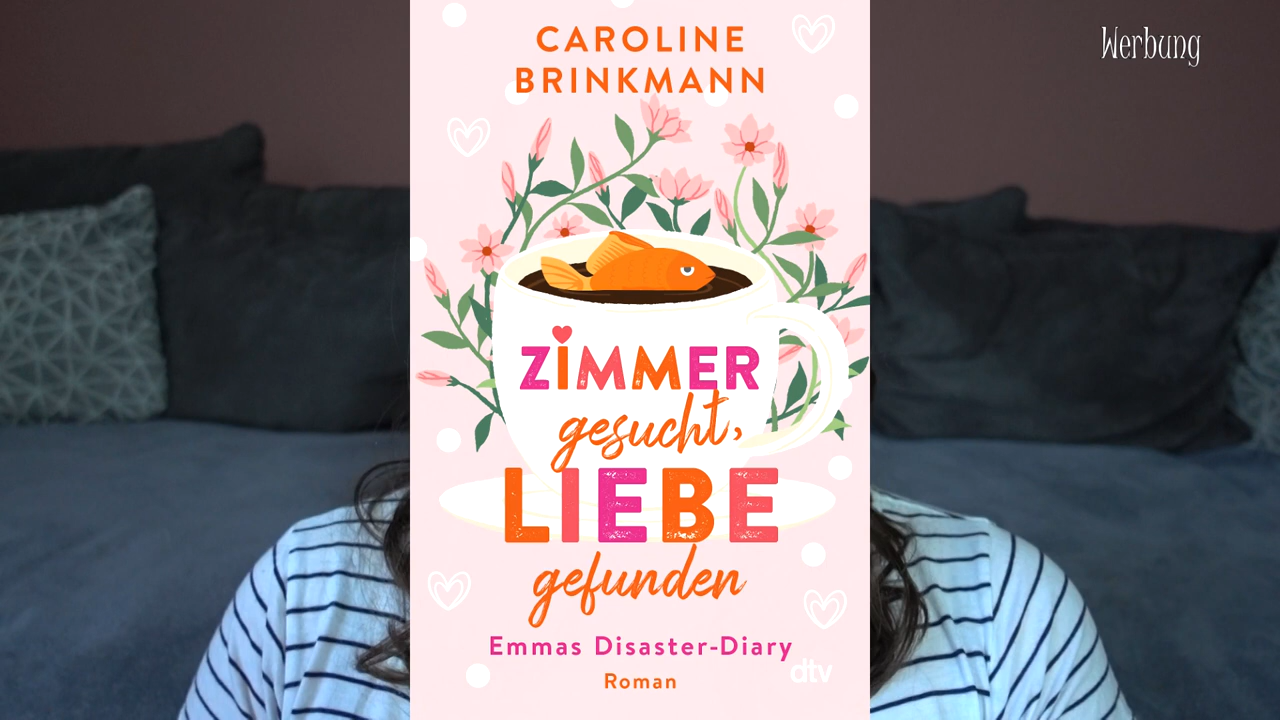 CAROLINE
BRINKMANN
Werbung
ZiMMER
gesucht,
LIEBE
gefunden
Emmas Disaster-Diary
dtv
Roman